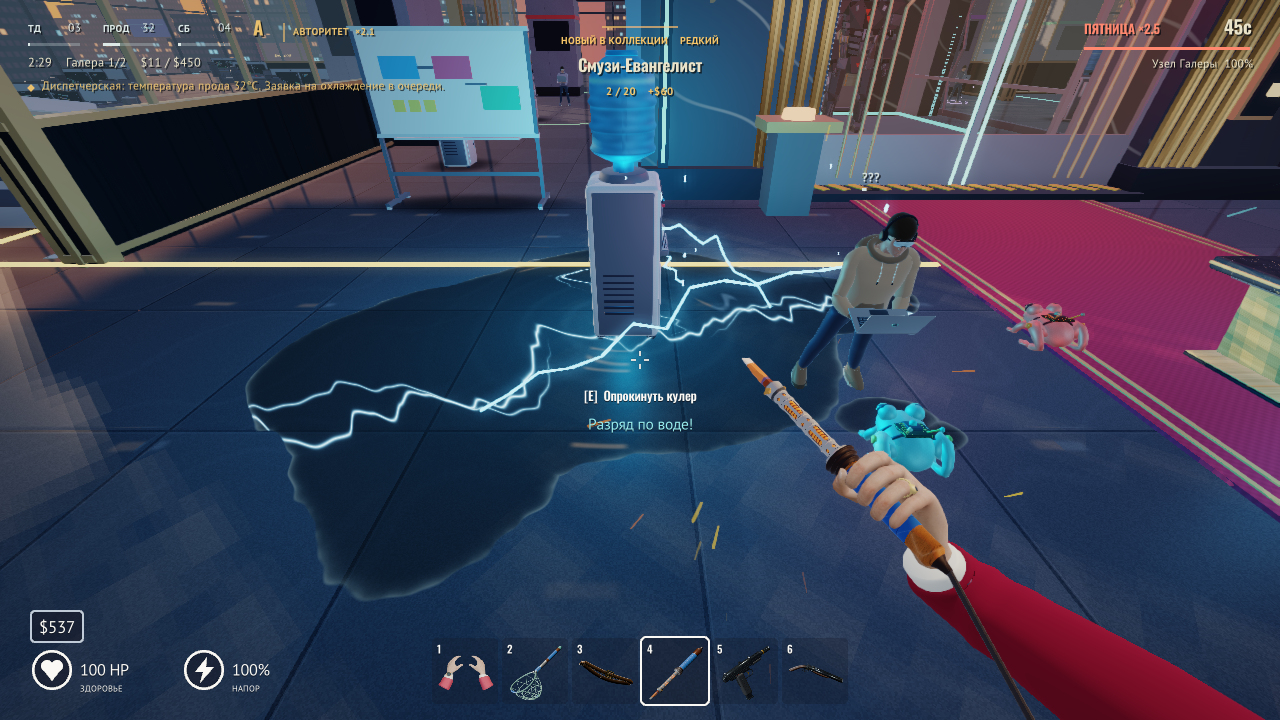 ТД 03 ПРОД 32 СБ 04 А АВТОРИТЕТ ×2.1
2:29 Галера 1/2 $11 / $450
Диспетчерская: температура прода 32°C. Заявка на охлаждение в очереди.
НОВЫЙ В КОЛЛЕКЦИИ РЕДКИЙ
Смузи-Евангелист
2 / 20 +$60
ПЯТНИЦА ×2.5 45с
Узел Галеры 100%
???
[E] Опрокинуть кулер
Разряд по воде!
$537
100 HP
ЗДОРОВЬЕ
100%
НАПОР
1 2 3 4 5 6